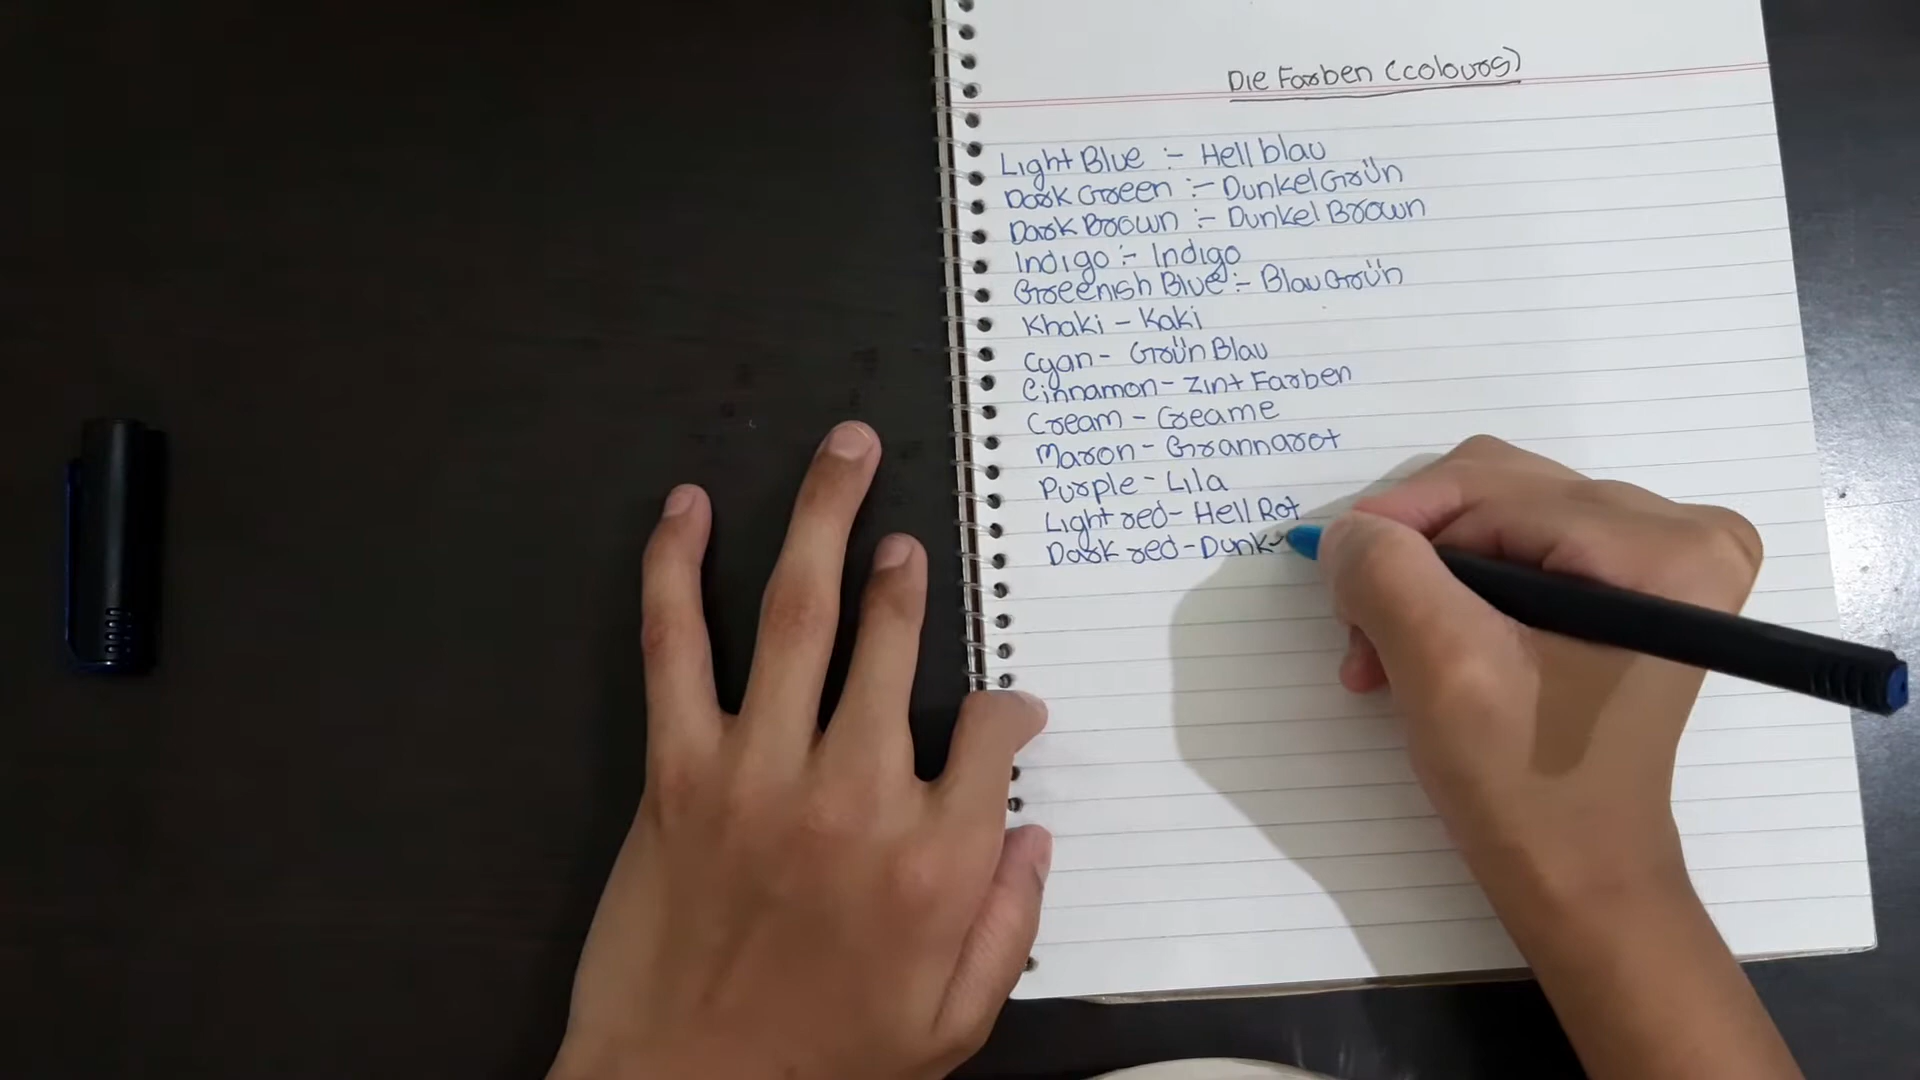 Die Farben (colours)
Light Blue :- Hell blau
Dark Green :- Dunkel Grün
Dark Brown :- Dunkel Brown
Indigo :- Indigo
Greenish Blue :- Blau Grün
Khaki - Kaki
Cyan - Grün Blau
Cinnamon - Zint Farben
Cream - Creame
Maron - Grannarot
Purple - Lila
Light red - Hell Rot
Dark red - Dunk